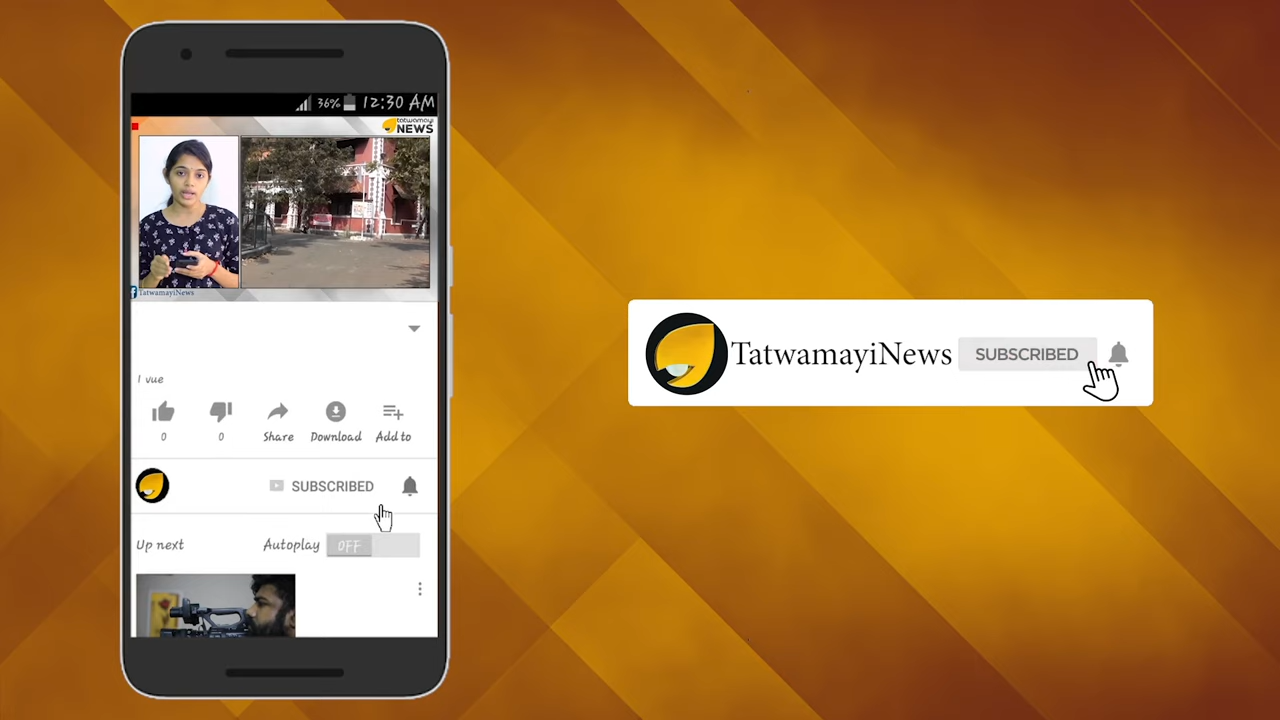 36% 12:30 AM
tatwamayi
NEWS
TatwamayiNews
1 vue
0 0 Share Download Add to
SUBSCRIBED
Up next Autoplay OFF
TatwamayiNews SUBSCRIBED